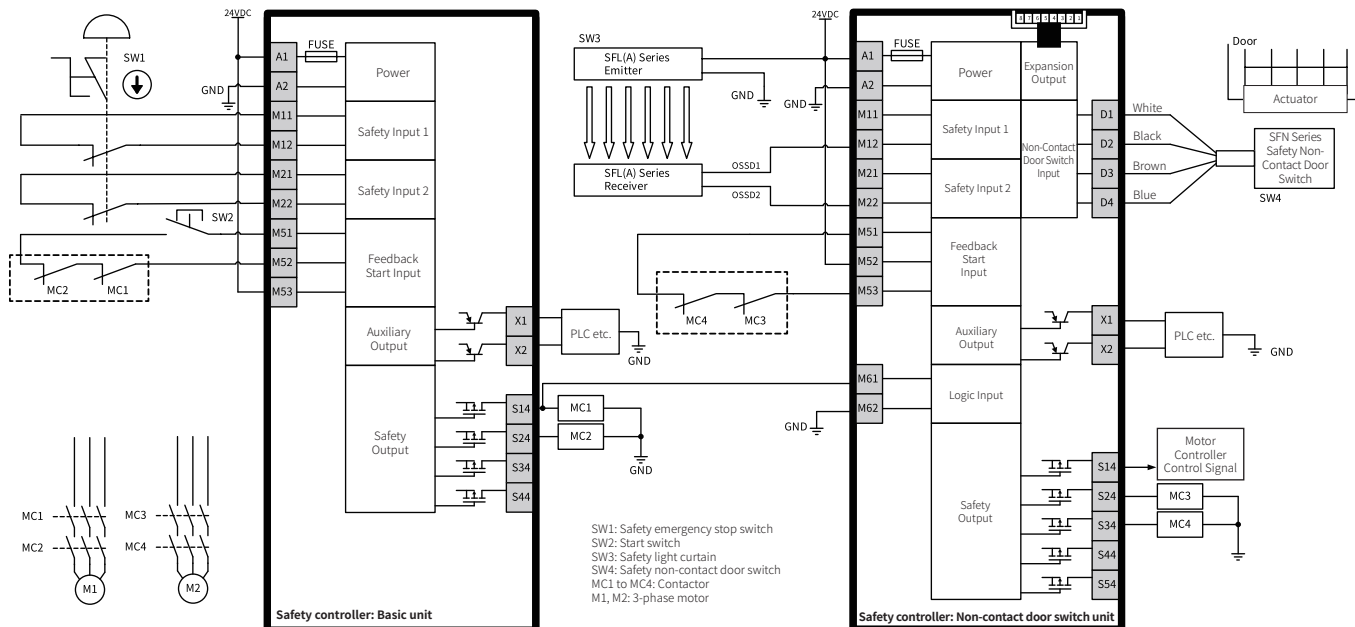 24VDC
SW1
GND
A1
A2
M11
M12
M21
M22
M51
M52
M53
FUSE
Power
Safety Input 1
Safety Input 2
Feedback
Start Input
Auxiliary
Output
Safety
Output
SW2
MC2
MC1
X1
X2
PLC etc.
GND
S14
S24
S34
S44
MC1
MC2
GND
MC1
MC2
M1
MC3
MC4
M2
Safety controller: Basic unit
SW3
SFL(A) Series
Emitter
GND
SFL(A) Series
Receiver
OSSD1
OSSD2
MC4
MC3
GND
SW1: Safety emergency stop switch
SW2: Start switch
SW3: Safety light curtain
SW4: Safety non-contact door switch
MC1 to MC4: Contactor
M1, M2: 3-phase motor
24VDC
GND
A1
A2
M11
M12
M21
M22
M51
M52
M53
M61
M62
FUSE
Power
Safety Input 1
Safety Input 2
Feedback
Start
Input
Auxiliary
Output
Logic Input
Safety
Output
8 7 6 5 4 3 2 1
Expansion
Output
Non-Contact
Door Switch
Input
D1
D2
D3
D4
White
Black
Brown
Blue
Door
Actuator
SFN Series
Safety Non-
Contact Door
Switch
SW4
X1
X2
PLC etc.
GND
S14
S24
S34
S44
S54
Motor
Controller
Control Signal
MC3
MC4
Safety controller: Non-contact door switch unit